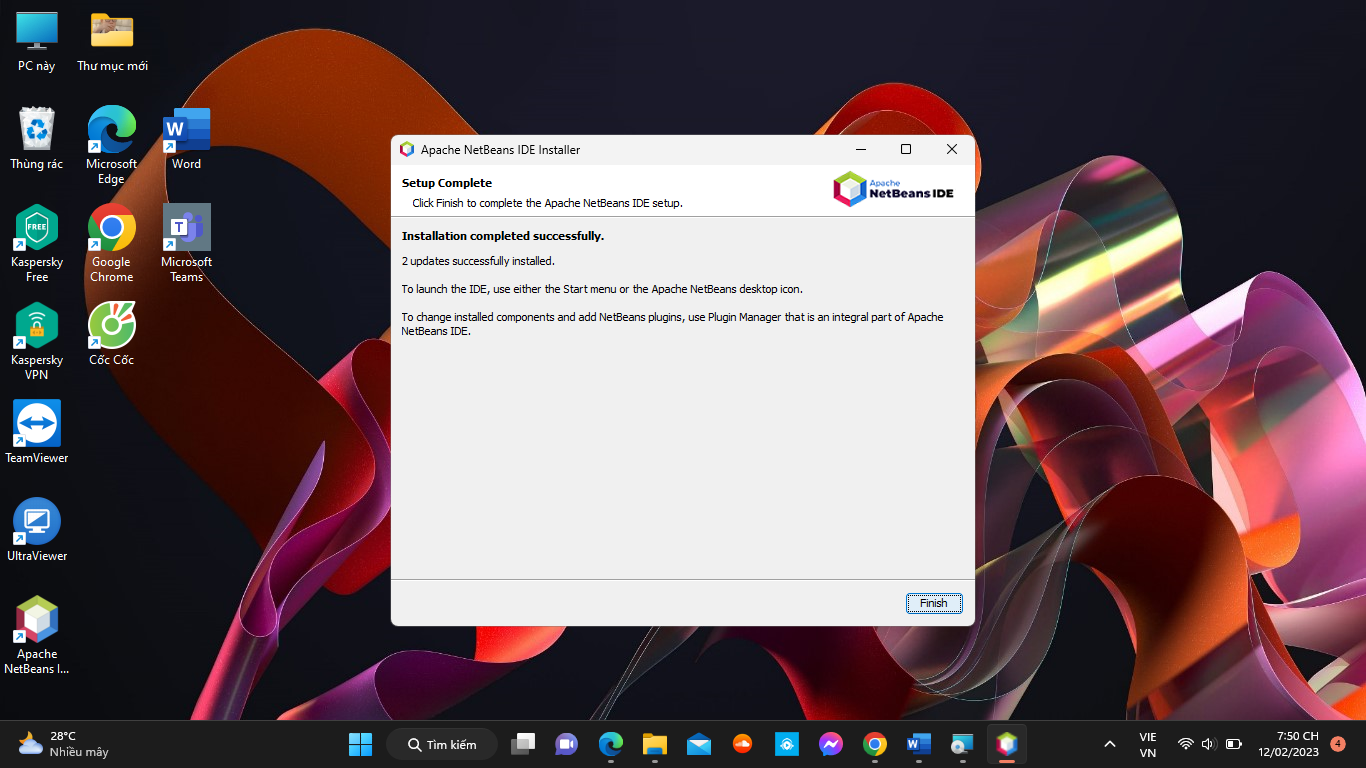 PC này
Thư mục mới
Thùng rác
Microsoft
Edge
W
Word
FREE
Kaspersky
Free
Google
Chrome
T
Microsoft
Teams
Kaspersky
VPN
Cốc Cốc
TeamViewer
UltraViewer
Apache
NetBeans I...
Apache NetBeans IDE Installer
Setup Complete
Click Finish to complete the Apache NetBeans IDE setup.
Apache
NetBeans IDE
Installation completed successfully.
2 updates successfully installed.
To launch the IDE, use either the Start menu or the Apache NetBeans desktop icon.
To change installed components and add NetBeans plugins, use Plugin Manager that is an integral part of Apache
NetBeans IDE.
Finish
28°C
Nhiều mây
Tìm kiếm
W
VIE
VN
7:50 CH
12/02/2023
4